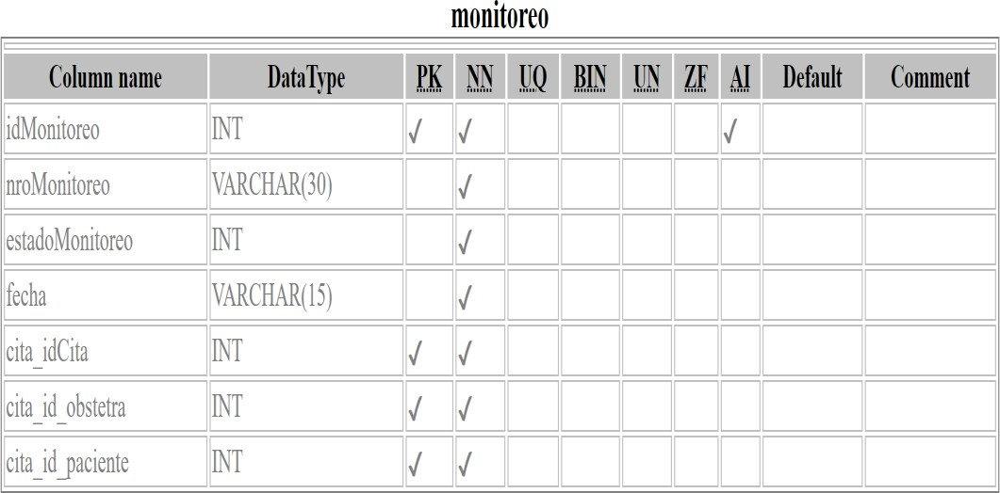 monitoreo
Column name DataType PK NN UQ BIN UN ZF AI Default Comment
idMonitoreo INT √ √ √
nroMonitoreo VARCHAR(30) √
estadoMonitoreo INT √
fecha VARCHAR(15) √
cita_idCita INT √ √
cita_id_obstetra INT √ √
cita_id_paciente INT √ √